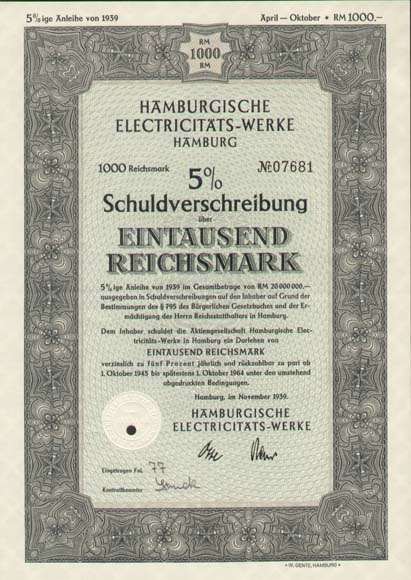 5%ige Anleihe von 1939
April — Oktober • RM 1000.–
RM
1000
RM
HAMBURGISCHE
ELECTRICITÄTS-WERKE
HAMBURG
1000 Reichsmark
№ 07681
5%
Schuldverschreibung
über
EINTAUSEND
REICHSMARK
5%ige Anleihe von 1939 im Gesamtbetrage von RM 20 000 000,—
ausgegeben in Schuldverschreibungen auf den Inhaber auf Grund der
Bestimmungen des § 795 des Bürgerlichen Gesetzbuches und der Er-
mächtigung des Herrn Reichsstatthalters in Hamburg.
Dem Inhaber schuldet die Aktiengesellschaft Hamburgische Elec-
tricitäts-Werke in Hamburg ein Darlehen von
EINTAUSEND REICHSMARK
verzinslich zu fünf Prozent jährlich und rückzahlbar zu pari ab
1. Oktober 1945 bis spätestens 1. Oktober 1964 unter den umstehend
abgedruckten Bedingungen.
Hamburg, im November 1939.
HAMBURGISCHE
ELECTRICITÄTS-WERKE
Eingetragen Fol. 77
Kontrollbeamter
• W. GENTE, HAMBURG •